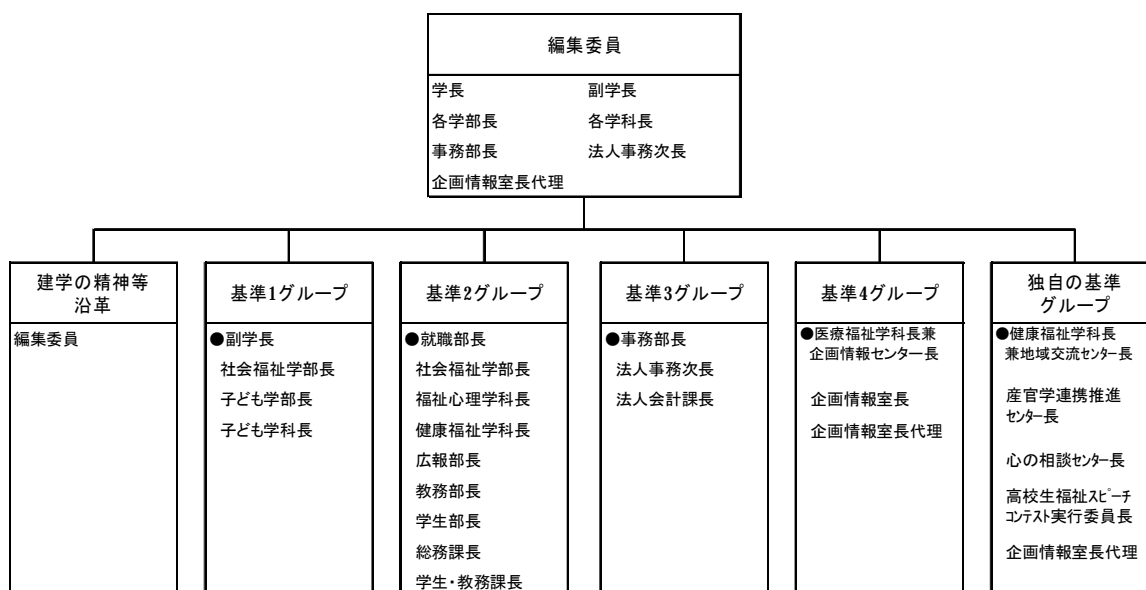 編集委員
学長 副学長
各学部長 各学科長
事務部長 法人事務次長
企画情報室長代理
建学の精神等
沿革
編集委員
基準1グループ
●副学長
社会福祉学部長
子ども学部長
子ども学科長
基準2グループ
●就職部長
社会福祉学部長
福祉心理学科長
健康福祉学科長
広報部長
教務部長
学生部長
総務課長
学生・教務課長
基準3グループ
●事務部長
法人事務次長
法人会計課長
基準4グループ
●医療福祉学科長兼
企画情報センター長
企画情報室長
企画情報室長代理
独自の基準
グループ
●健康福祉学科長
兼地域交流センター長
産官学連携推進
センター長
心の相談センター長
高校生福祉スピーチ
コンテスト実行委員長
企画情報室長代理